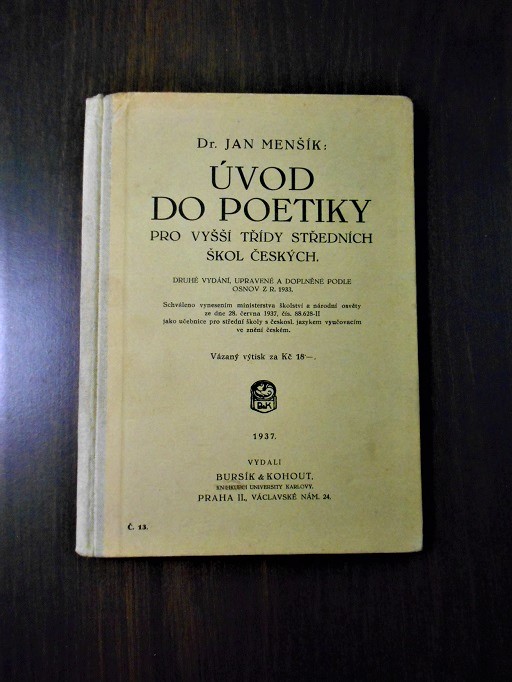 Dr. JAN MENŠÍK:
ÚVOD
DO POETIKY
PRO VYŠŠÍ TŘÍDY STŘEDNÍCH
ŠKOL ČESKÝCH.
DRUHÉ VYDÁNÍ, UPRAVENÉ A DOPLNĚNÉ PODLE
OSNOV Z R. 1933.
Schváleno vynesením ministerstva školství a národní osvěty
ze dne 28. června 1937, čís. 88.628-II
jako učebnice pro střední školy s českosl. jazykem vyučovacím
ve znění českém.
Vázaný výtisk za Kč 18·—.
B&K
1937.
VYDALI
BURSÍK & KOHOUT,
KNIHKUPCI UNIVERSITY KARLOVY,
PRAHA II., VÁCLAVSKÉ NÁM. 24.
Č. 13.